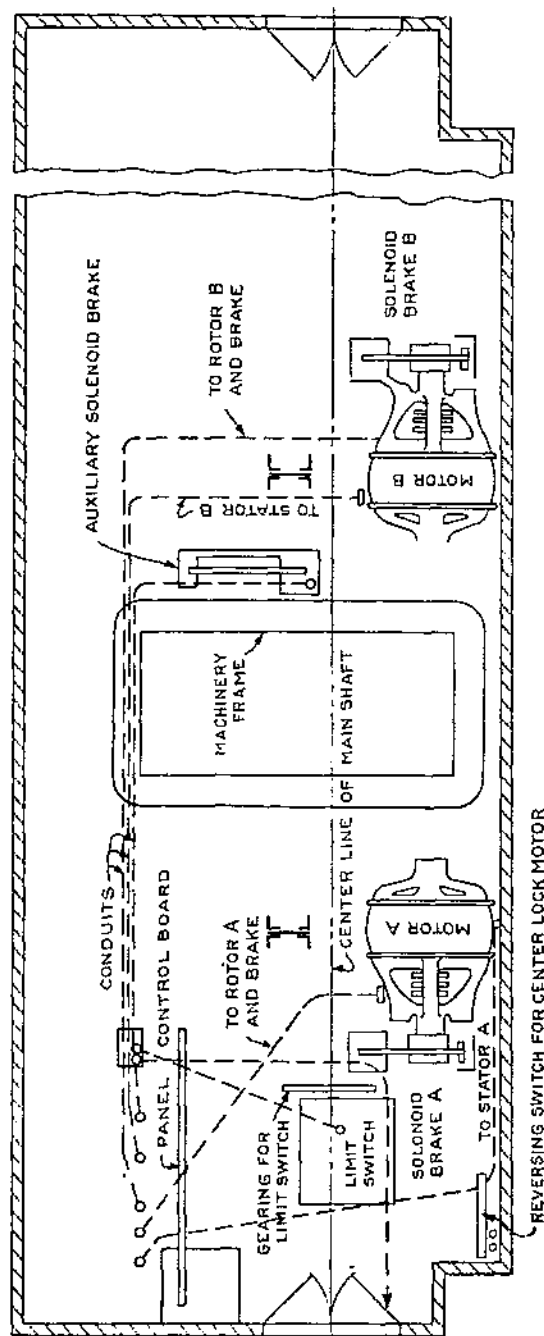 SOLENOID
BRAKE B
TO ROTOR B
AND BRAKE
AUXILIARY SOLENOID BRAKE
TO STATOR B
MOTOR B
MACHINERY
FRAME
CENTER LINE OF MAIN SHAFT
CONDUITS
PANEL CONTROL BOARD
TO ROTOR A
AND BRAKE
MOTOR A
GEARING FOR
LIMIT SWITCH
LIMIT
SWITCH
SOLONOID
BRAKE A
TO STATOR A
REVERSING SWITCH FOR CENTER LOCK MOTOR